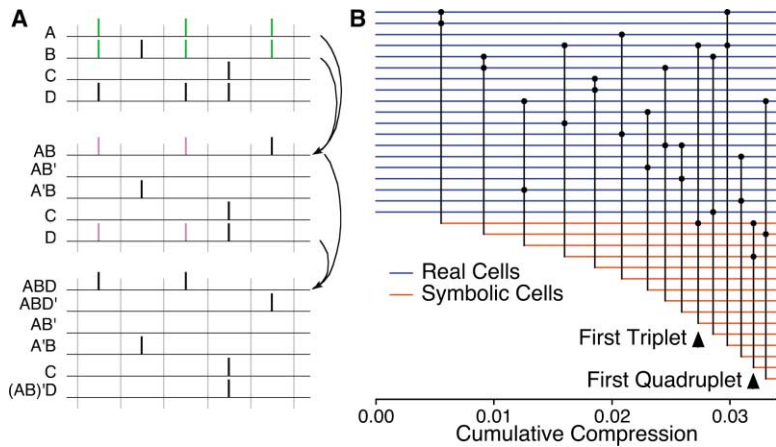 A
A
B
C
D
AB
AB'
A'B
C
D
ABD
ABD'
AB'
A'B
C
(AB)'D
B
Real Cells
Symbolic Cells
First Triplet
First Quadruplet
0.00 0.01 0.02 0.03
Cumulative Compression